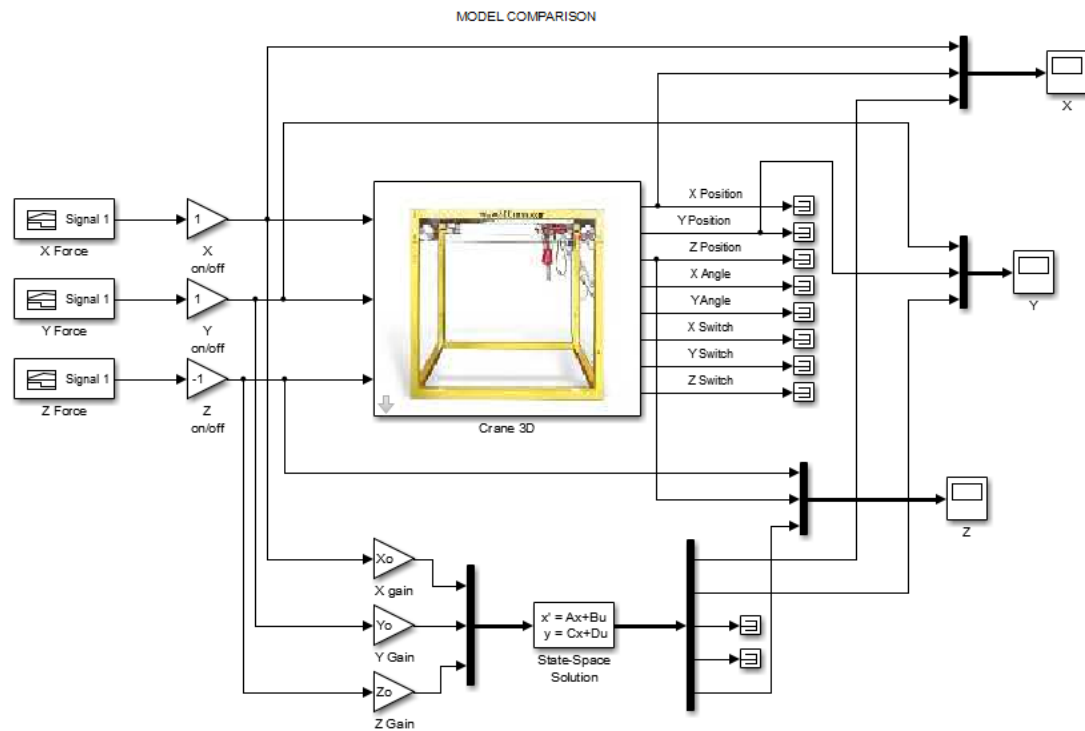 MODEL COMPARISON
X
X Position
Signal 1
1
Y Position
X Force
X
on/off
Z Position
X Angle
Signal 1
1
Y Angle
Y
Y Force
Y
on/off
X Switch
Y Switch
Signal 1
-1
Z Switch
Z Force
Z
on/off
Crane 3D
Z
Xo
X gain
x' = Ax+Bu
y = Cx+Du
Yo
Y Gain
State-Space
Solution
Zo
Z Gain